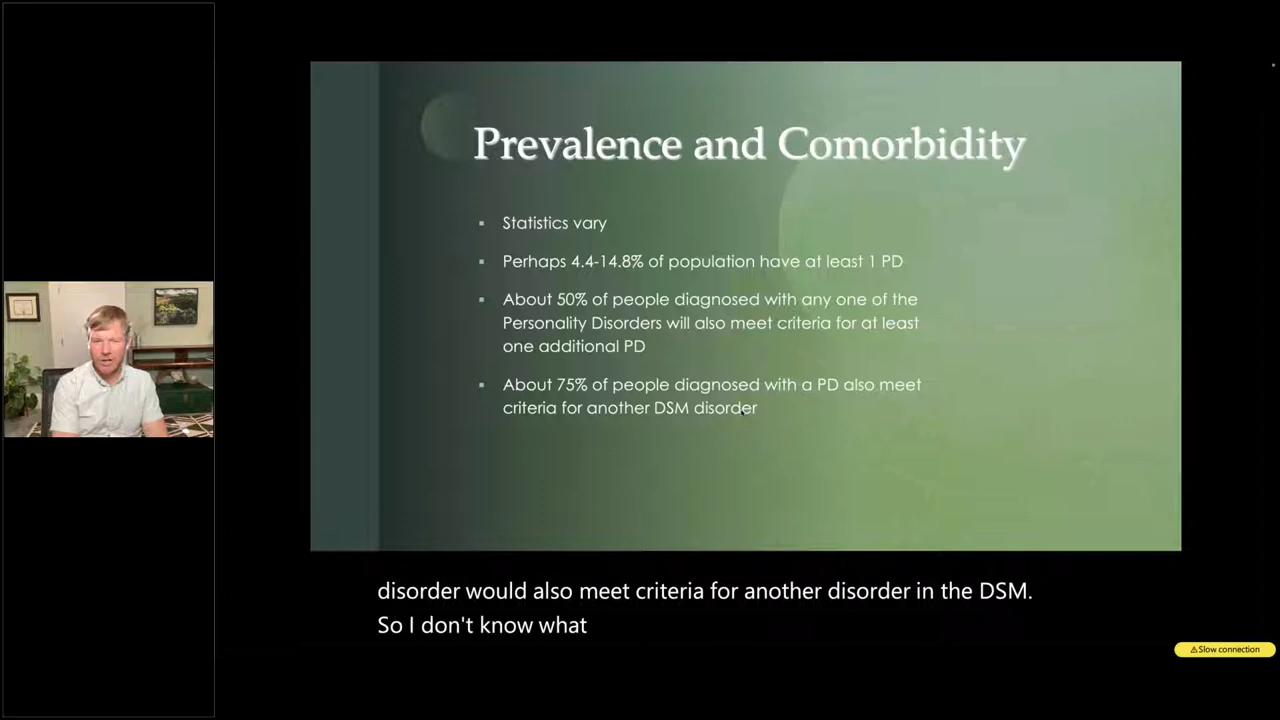 Prevalence and Comorbidity
▪ Statistics vary
▪ Perhaps 4.4-14.8% of population have at least 1 PD
▪ About 50% of people diagnosed with any one of the
Personality Disorders will also meet criteria for at least
one additional PD
▪ About 75% of people diagnosed with a PD also meet
criteria for another DSM disorder
disorder would also meet criteria for another disorder in the DSM.
So I don't know what
⚠Slow connection